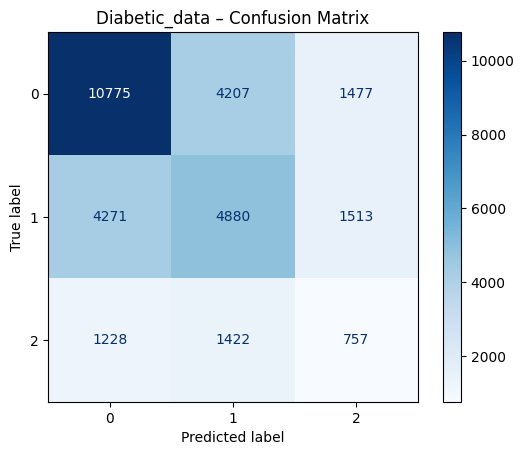 Diabetic_data – Confusion Matrix
0 10775 4207 1477
1 4271 4880 1513
2 1228 1422 757
0 1 2
True label
Predicted label
10000
8000
6000
4000
2000